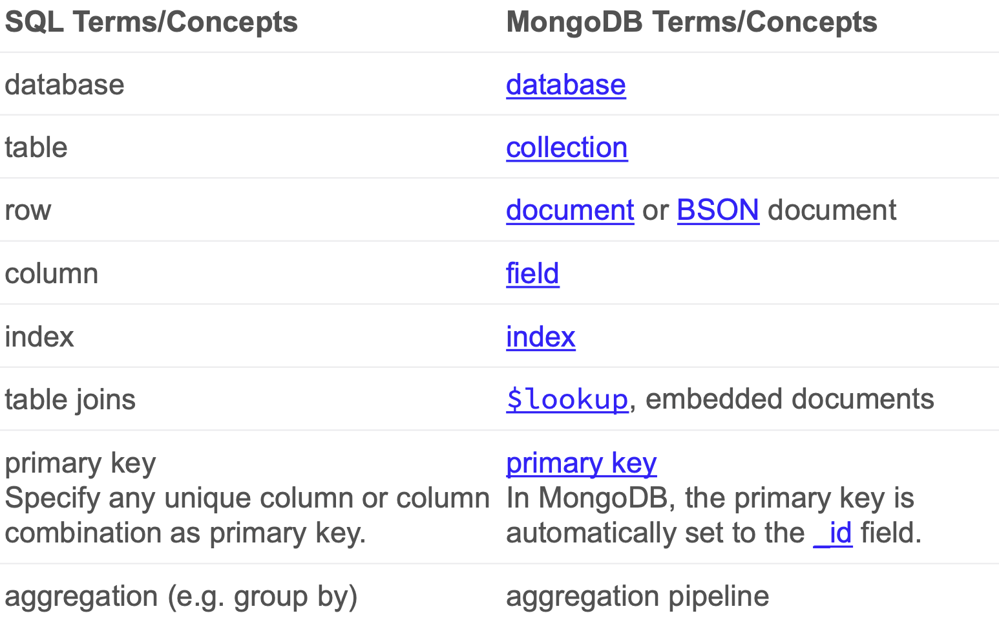 SQL Terms/Concepts MongoDB Terms/Concepts
database database
table collection
row document or BSON document
column field
index index
table joins $lookup, embedded documents
primary key primary key
Specify any unique column or column In MongoDB, the primary key is
combination as primary key. automatically set to the _id field.
aggregation (e.g. group by) aggregation pipeline